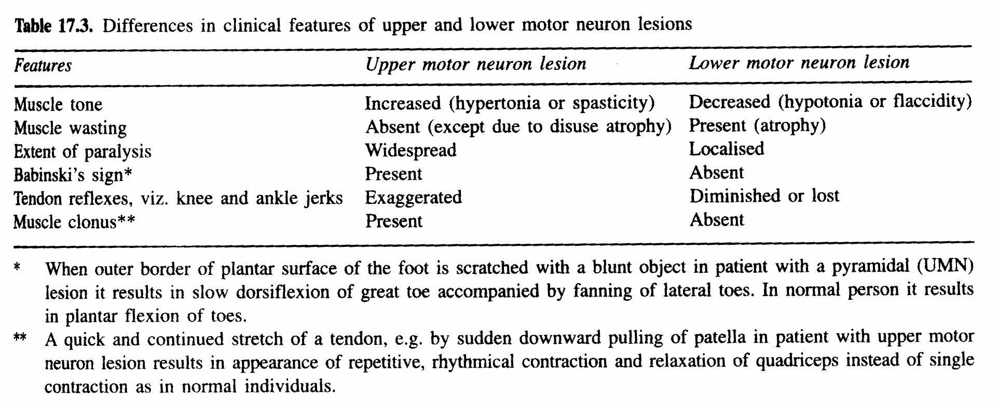 Table 17.3. Differences in clinical features of upper and lower motor neuron lesions
Features Upper motor neuron lesion Lower motor neuron lesion
Muscle tone Increased (hypertonia or spasticity) Decreased (hypotonia or flaccidity)
Muscle wasting Absent (except due to disuse atrophy) Present (atrophy)
Extent of paralysis Widespread Localised
Babinski's sign* Present Absent
Tendon reflexes, viz. knee and ankle jerks Exaggerated Diminished or lost
Muscle clonus** Present Absent
* When outer border of plantar surface of the foot is scratched with a blunt object in patient with a pyramidal (UMN)
lesion it results in slow dorsiflexion of great toe accompanied by fanning of lateral toes. In normal person it results
in plantar flexion of toes.
** A quick and continued stretch of a tendon, e.g. by sudden downward pulling of patella in patient with upper motor
neuron lesion results in appearance of repetitive, rhythmical contraction and relaxation of quadriceps instead of single
contraction as in normal individuals.